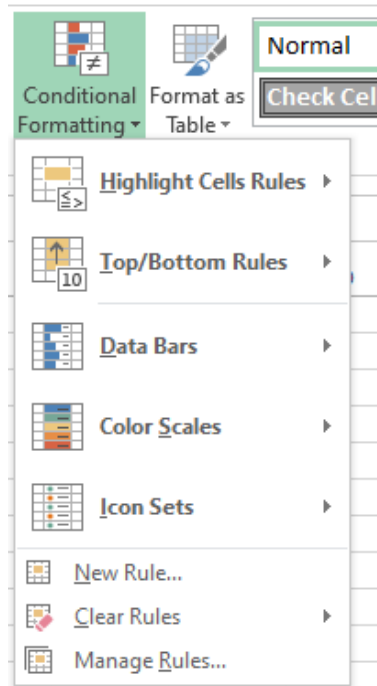 Normal
Conditional Formatting
Format as Table
Check Cel
Highlight Cells Rules
10
Top/Bottom Rules
Data Bars
Color Scales
Icon Sets
New Rule...
Clear Rules
Manage Rules...